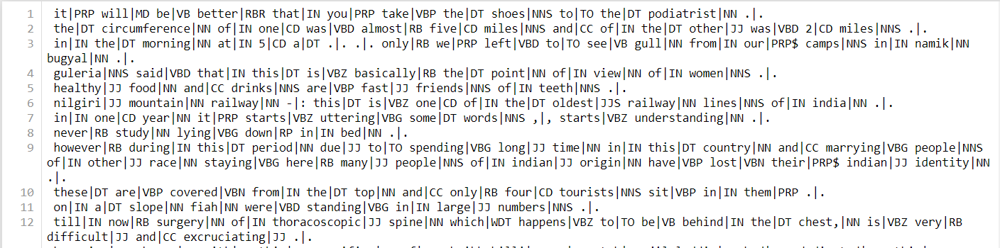 1 it|PRP will|MD be|VB better|RBR that|IN you|PRP take|VBP the|DT shoes|NNS to|TO the|DT podiatrist|NN .|.
2 the|DT circumference|NN of|IN one|CD was|VBD almost|RB five|CD miles|NNS and|CC of|IN the|DT other|JJ was|VBD 2|CD miles|NNS .|.
3 in|IN the|DT morning|NN at|IN 5|CD a|DT .|. .|. only|RB we|PRP left|VBD to|TO see|VB gull|NN from|IN our|PRP$ camps|NNS in|IN namik|NN
bugyal|NN .|.
4 guleria|NNS said|VBD that|IN this|DT is|VBZ basically|RB the|DT point|NN of|IN view|NN of|IN women|NNS .|.
5 healthy|JJ food|NN and|CC drinks|NNS are|VBP fast|JJ friends|NNS of|IN teeth|NNS .|.
6 nilgiri|JJ mountain|NN railway|NN -|: this|DT is|VBZ one|CD of|IN the|DT oldest|JJS railway|NN lines|NNS of|IN india|NN .|.
7 in|IN one|CD year|NN it|PRP starts|VBZ uttering|VBG some|DT words|NNS ,|, starts|VBZ understanding|NN .|.
8 never|RB study|NN lying|VBG down|RP in|IN bed|NN .|.
9 however|RB during|IN this|DT period|NN due|JJ to|TO spending|VBG long|JJ time|NN in|IN this|DT country|NN and|CC marrying|VBG people|NNS
of|IN other|JJ race|NN staying|VBG here|RB many|JJ people|NNS of|IN indian|JJ origin|NN have|VBP lost|VBN their|PRP$ indian|JJ identity|NN
.|.
10 these|DT are|VBP covered|VBN from|IN the|DT top|NN and|CC only|RB four|CD tourists|NNS sit|VBP in|IN them|PRP .|.
11 on|IN a|DT slope|NN fiah|NN were|VBD standing|VBG in|IN large|JJ numbers|NNS .|.
12 till|IN now|RB surgery|NN of|IN thoracoscopic|JJ spine|NN which|WDT happens|VBZ to|TO be|VB behind|IN the|DT chest,|NN is|VBZ very|RB
difficult|JJ and|CC excruciating|JJ .|.